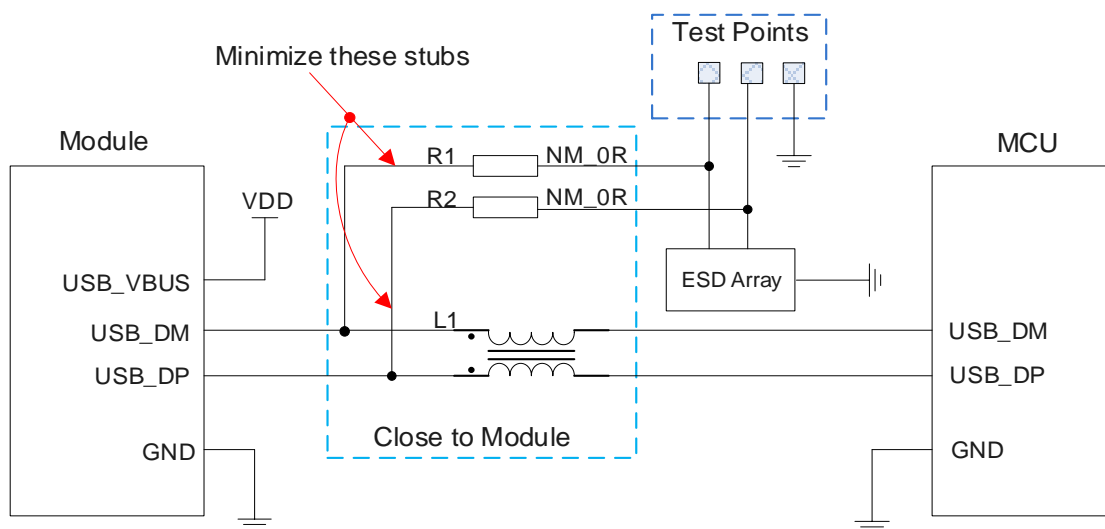 Test Points
Minimize these stubs
Module
MCU
R1
NM_0R
R2
NM_0R
VDD
USB_VBUS
ESD Array
USB_DM
L1
USB_DM
USB_DP
USB_DP
Close to Module
GND
GND